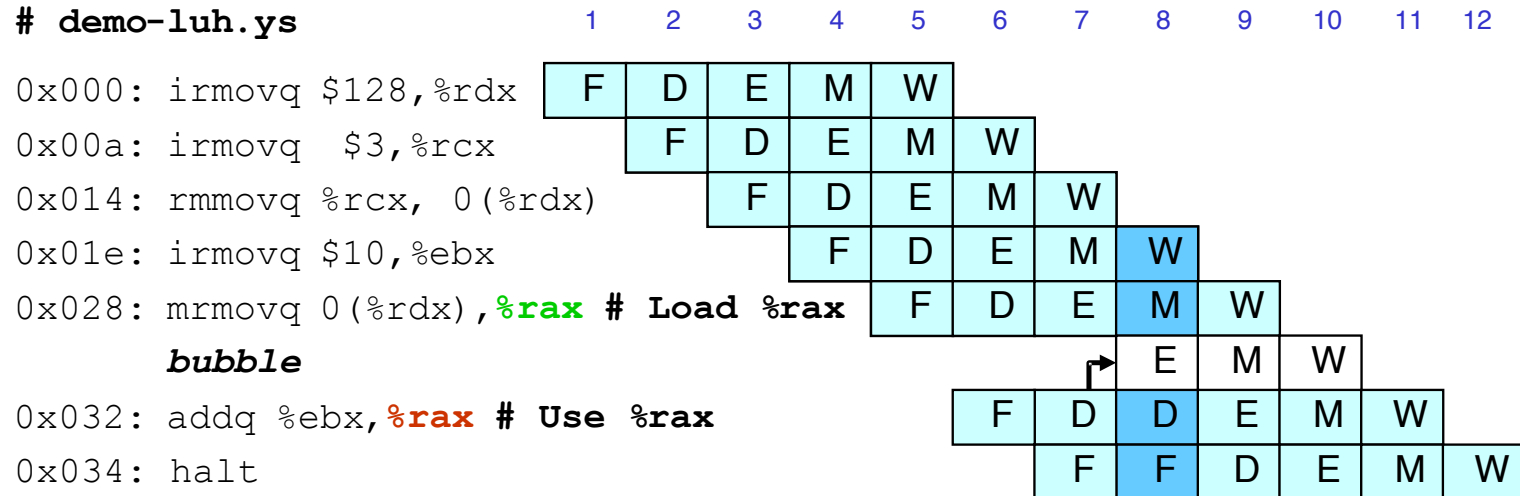 # demo-luh.ys 1 2 3 4 5 6 7 8 9 10 11 12
0x000: irmovq $128,%rdx F D E M W
0x00a: irmovq  $3,%rcx F D E M W
0x014: rmmovq %rcx, 0(%rdx) F D E M W
0x01e: irmovq $10,%ebx F D E M W
0x028: mrmovq 0(%rdx),%rax # Load %rax F D E M W
bubble E M W
0x032: addq %ebx,%rax # Use %rax F D D E M W
0x034: halt F F D E M W